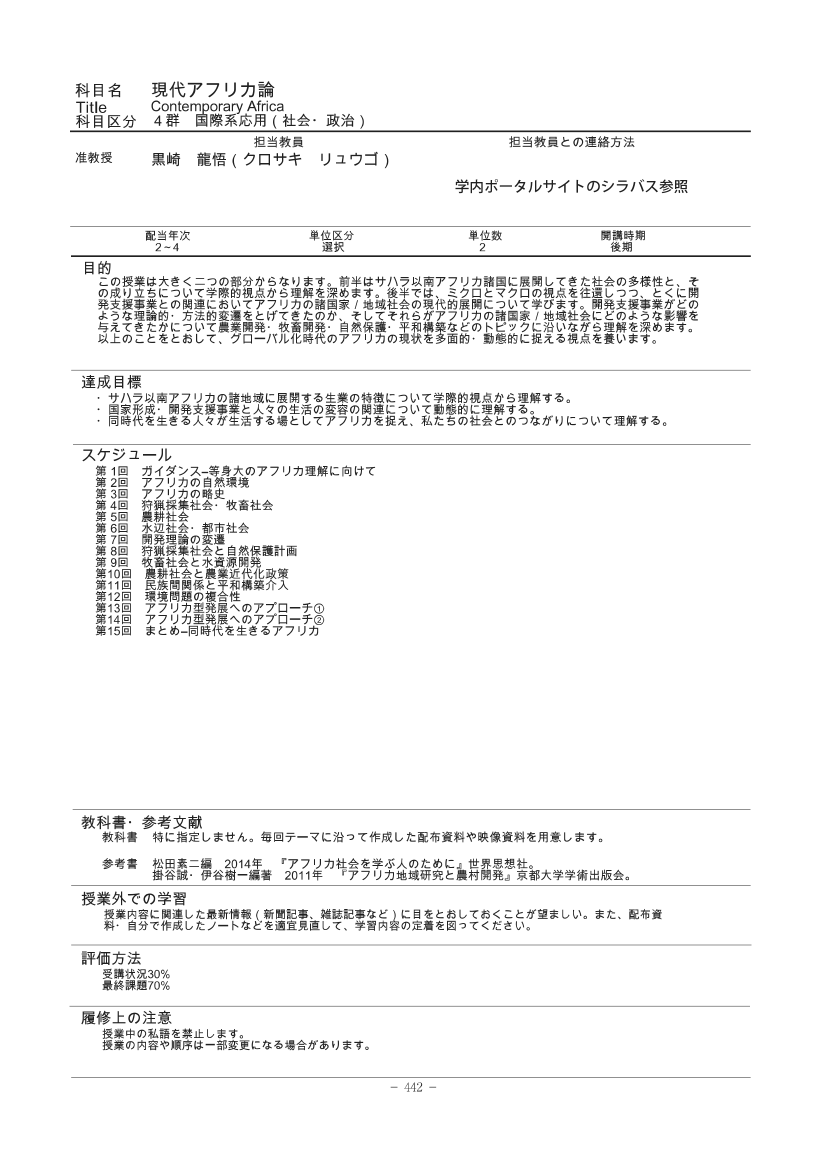 科目名　現代アフリカ論
Title　Contemporary Africa
科目区分　４群　国際系応用（社会・政治）
担当教員　担当教員との連絡方法
准教授　黒崎　龍悟（クロサキ　リュウゴ）
学内ポータルサイトのシラバス参照
配当年次　単位区分　単位数　開講時期
２~４　選択　２　後期
目的
この授業は大きく二つの部分からなります。前半はサハラ以南アフリカ諸国に展開してきた社会の多様性と、そ
の成り立ちについて学際的視点から理解を深めます。後半では、ミクロとマクロの視点を往還しつつ、とくに開
発支援事業との関連においてアフリカの諸国家/地域社会の現代的展開について学びます。開発支援事業がどの
ような理論的・方法的変遷をとげてきたのか、そしてそれらがアフリカの諸国家/地域社会にどのような影響を
与えてきたかについて農業開発・牧畜開発・自然保護・平和構築などのトピックに沿いながら理解を深めます。
以上のことをとおして、グローバル化時代のアフリカの現状を多面的・動態的に捉える視点を養います。
達成目標
・サハラ以南アフリカの諸地域に展開する生業の特徴について学際的視点から理解する。
・国家形成・開発支援事業と人々の生活の変容の関連について動態的に理解する。
・同時代を生きる人々が生活する場としてアフリカを捉え、私たちの社会とのつながりについて理解する。
スケジュール
第 1回　ガイダンス–等身大のアフリカ理解に向けて
第 2回　アフリカの自然環境
第 3回　アフリカの略史
第 4回　狩猟採集社会・牧畜社会
第 5回　農耕社会
第 6回　水辺社会・都市社会
第 7回　開発理論の変遷
第 8回　狩猟採集社会と自然保護計画
第 9回　牧畜社会と水資源開発
第10回　農耕社会と農業近代化政策
第11回　民族間関係と平和構築介入
第12回　環境問題の複合性
第13回　アフリカ型発展へのアプローチ①
第14回　アフリカ型発展へのアプローチ②
第15回　まとめ–同時代を生きるアフリカ
教科書・参考文献
教科書　特に指定しません。毎回テーマに沿って作成した配布資料や映像資料を用意します。
参考書　松田素二編　2014年　『アフリカ社会を学ぶ人のために』世界思想社。
掛谷誠・伊谷樹一編著　2011年　『アフリカ地域研究と農村開発』京都大学学術出版会。
授業外での学習
授業内容に関連した最新情報（新聞記事、雑誌記事など）に目をとおしておくことが望ましい。また、配布資
料・自分で作成したノートなどを適宜見直して、学習内容の定着を図ってください。
評価方法
受講状況30%
最終課題70%
履修上の注意
授業中の私語を禁止します。
授業の内容や順序は一部変更になる場合があります。
− 442 −